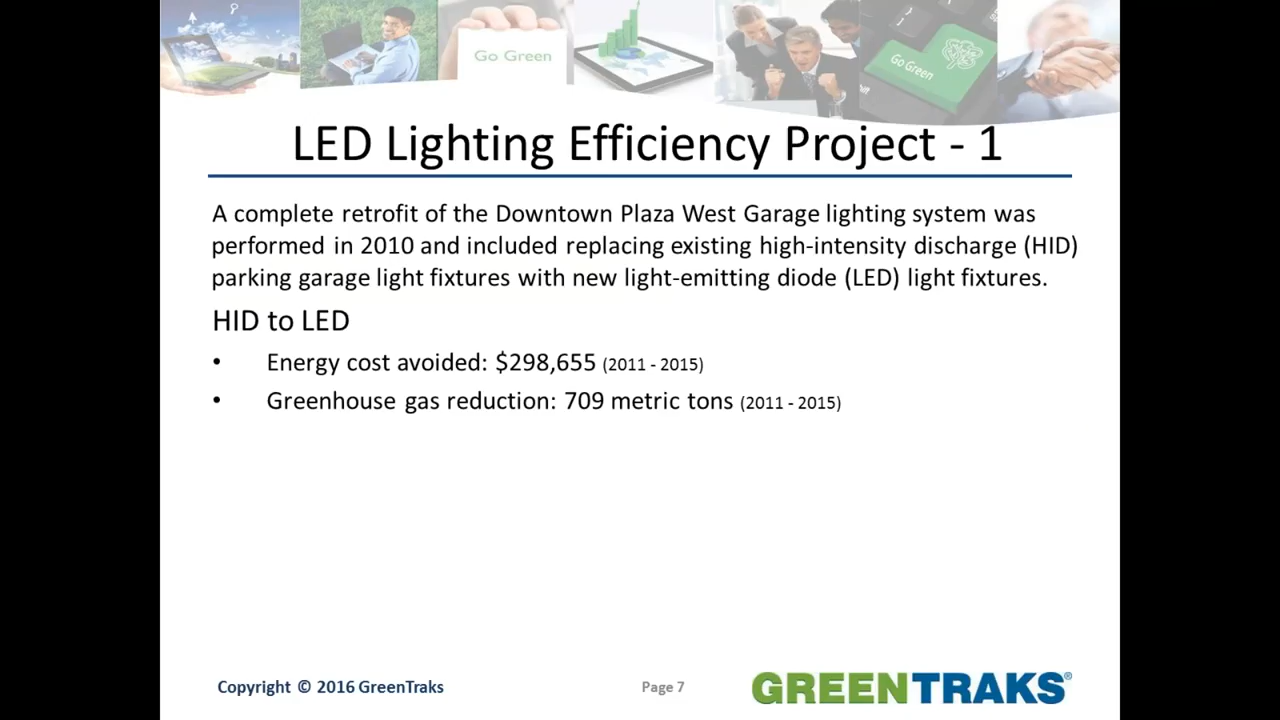 Go Green
Go Green
LED Lighting Efficiency Project - 1
A complete retrofit of the Downtown Plaza West Garage lighting system was
performed in 2010 and included replacing existing high-intensity discharge (HID)
parking garage light fixtures with new light-emitting diode (LED) light fixtures.
HID to LED
• Energy cost avoided: $298,655 (2011 - 2015)
• Greenhouse gas reduction: 709 metric tons (2011 - 2015)
Copyright © 2016 GreenTraks
Page 7
GREENTRAKS®